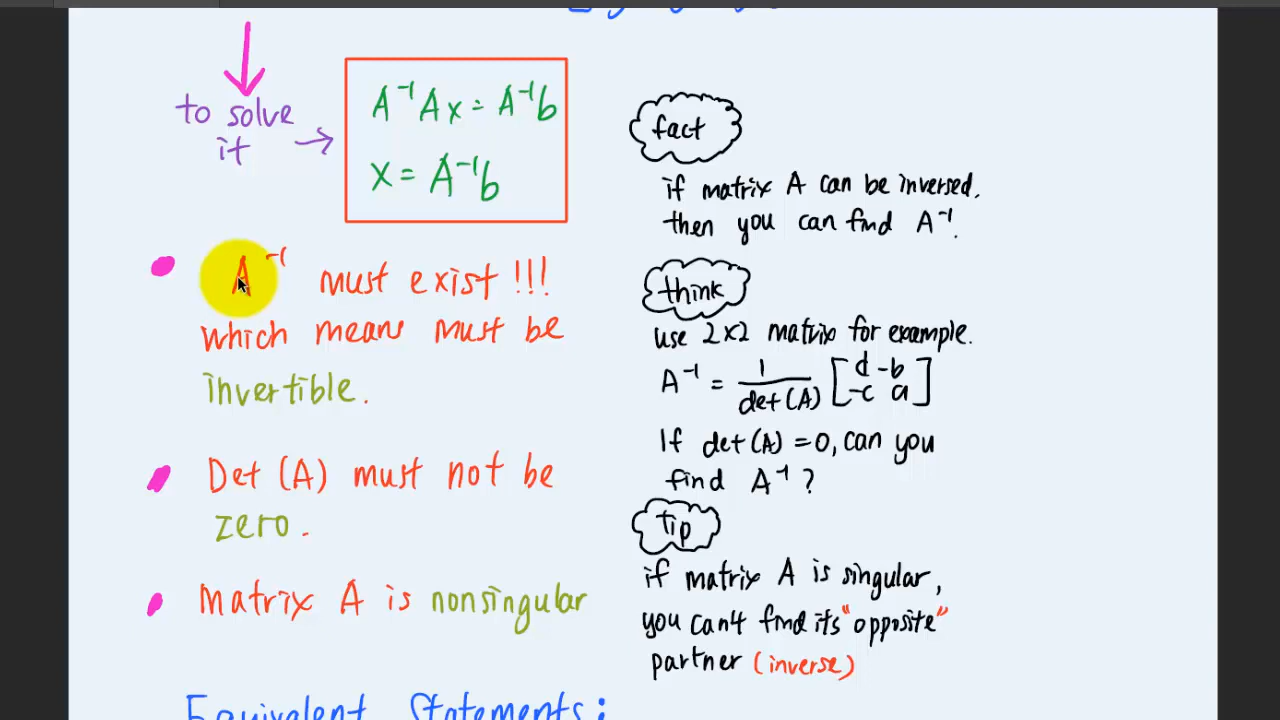 to solve
it →
A⁻¹Ax = A⁻¹b
x = A⁻¹b
A⁻¹ must exist !!!
which means must be
invertible.
Det (A) must not be
zero.
Matrix A is nonsingular
fact
if matrix A can be inversed.
then you can find A⁻¹.
think
use 2x2 matrix for example.
A⁻¹ = 1/det(A) [d -b
-c a]
If det(A) = 0, can you
find A⁻¹?
tip
if matrix A is singular,
you can't find its "opposite"
partner (inverse)
Equivalent Statements: